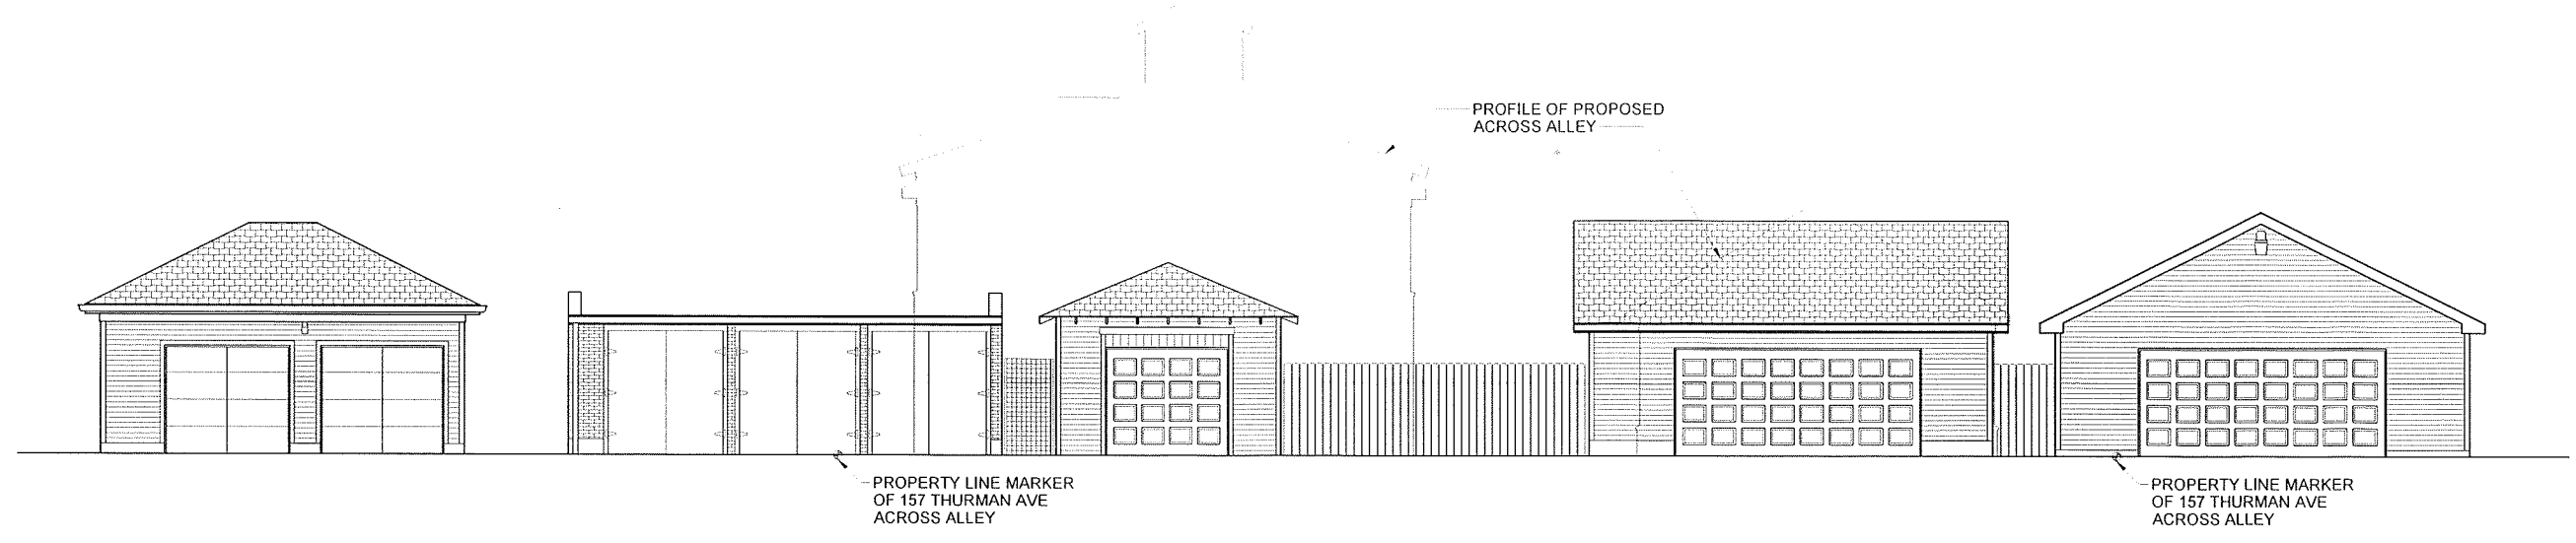 PROFILE OF PROPOSED
ACROSS ALLEY
PROPERTY LINE MARKER
OF 157 THURMAN AVE
ACROSS ALLEY
PROPERTY LINE MARKER
OF 157 THURMAN AVE
ACROSS ALLEY